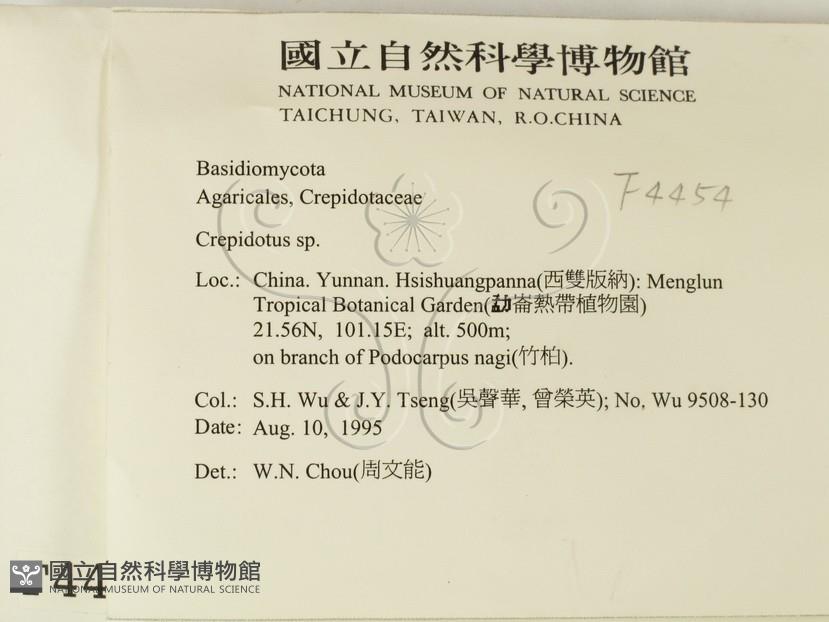 國立自然科學博物館
NATIONAL MUSEUM OF NATURAL SCIENCE
TAICHUNG, TAIWAN, R.O.CHINA
F4454
Basidiomycota
Agaricales, Crepidotaceae
Crepidotus sp.
Loc.: China. Yunnan. Hsishuangpanna(西雙版納): Menglun
Tropical Botanical Garden(勐崙熱帶植物園)
21.56N, 101.15E; alt. 500m;
on branch of Podocarpus nagi(竹柏).
Col.: S.H. Wu & J.Y. Tseng(吳聲華, 曾榮英); No, Wu 9508-130
Date: Aug. 10, 1995
Det.: W.N. Chou(周文能)
44
國立自然科學博物館
NATIONAL MUSEUM OF NATURAL SCIENCE